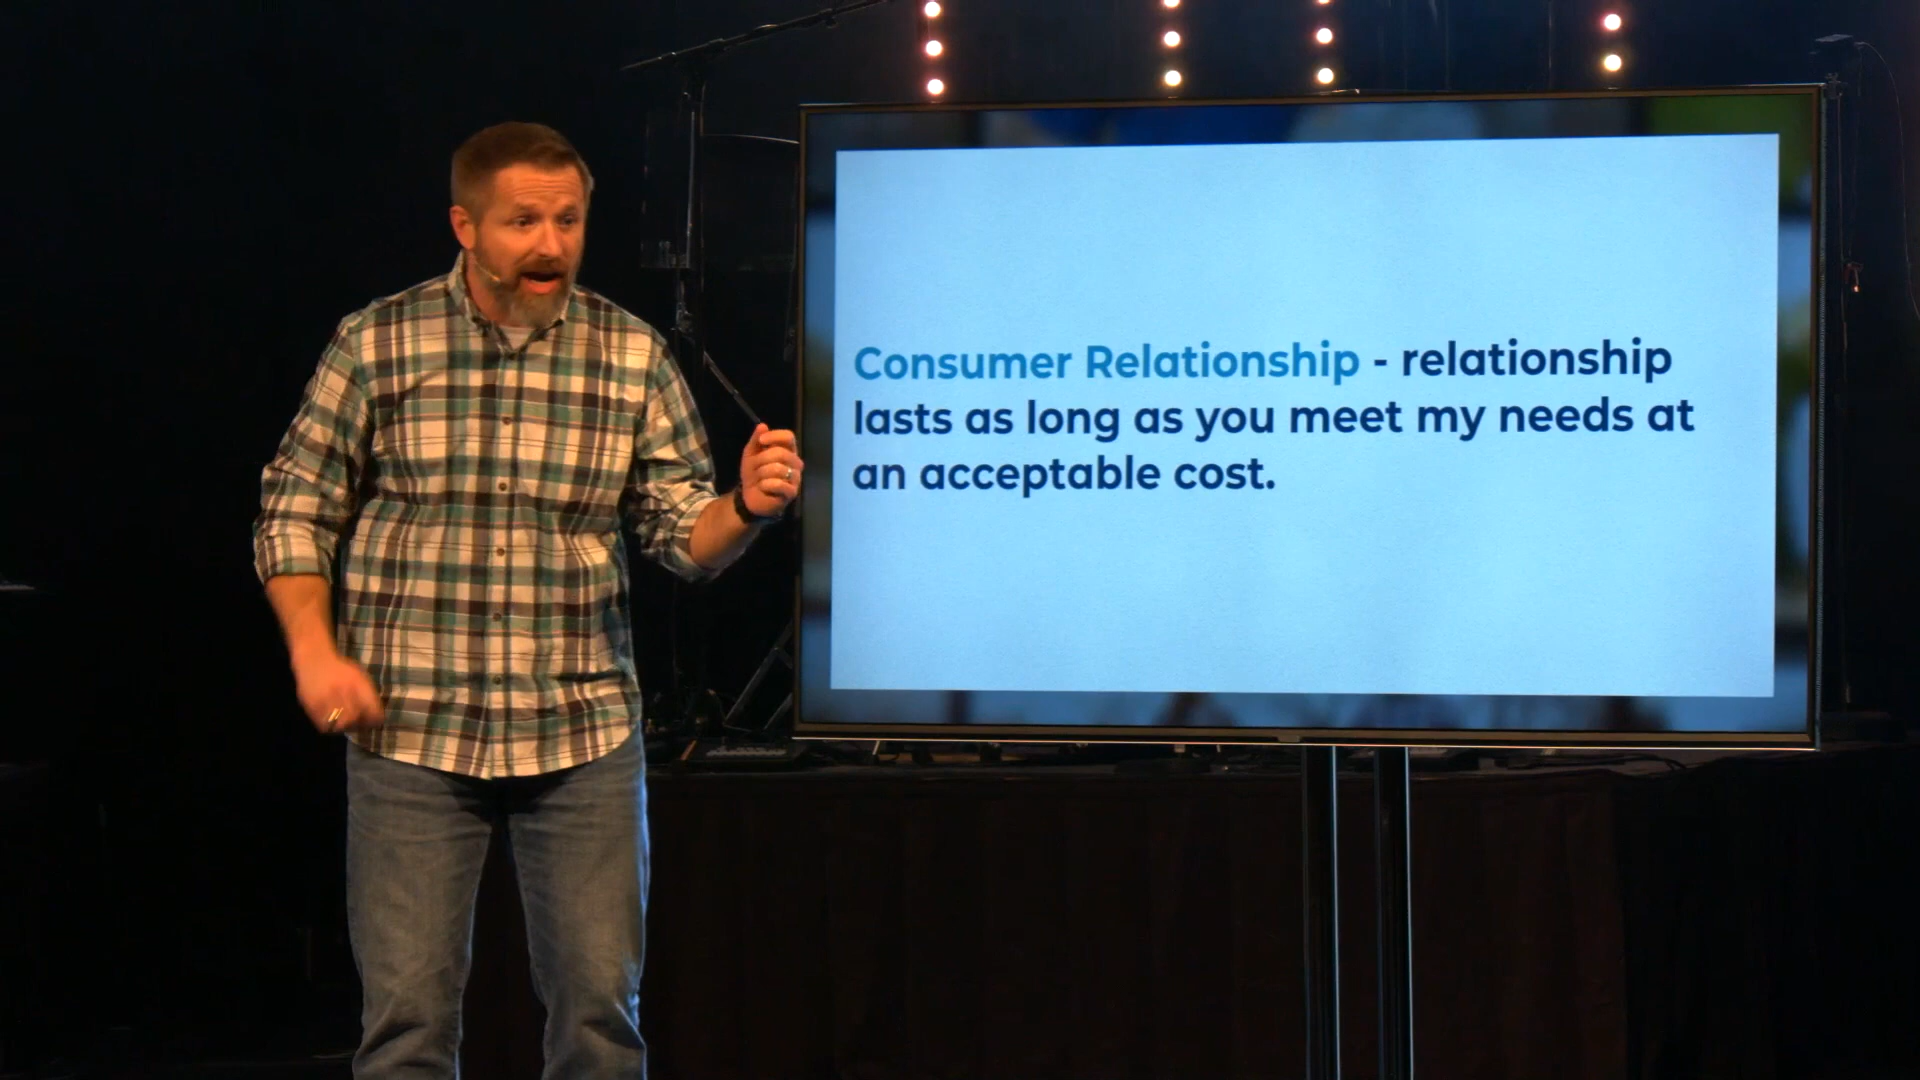 Consumer Relationship - relationship
lasts as long as you meet my needs at
an acceptable cost.